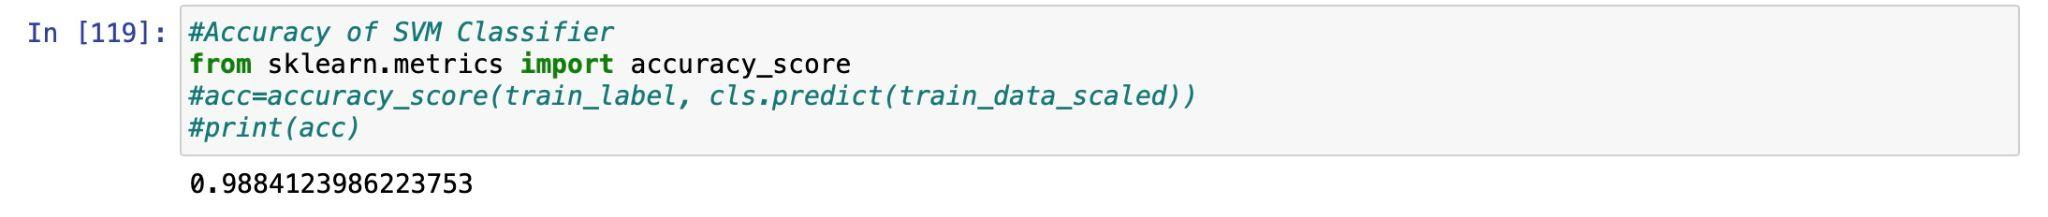 In [119]: #Accuracy of SVM Classifier
from sklearn.metrics import accuracy_score
#acc=accuracy_score(train_label, cls.predict(train_data_scaled))
#print(acc)
0.9884123986223753